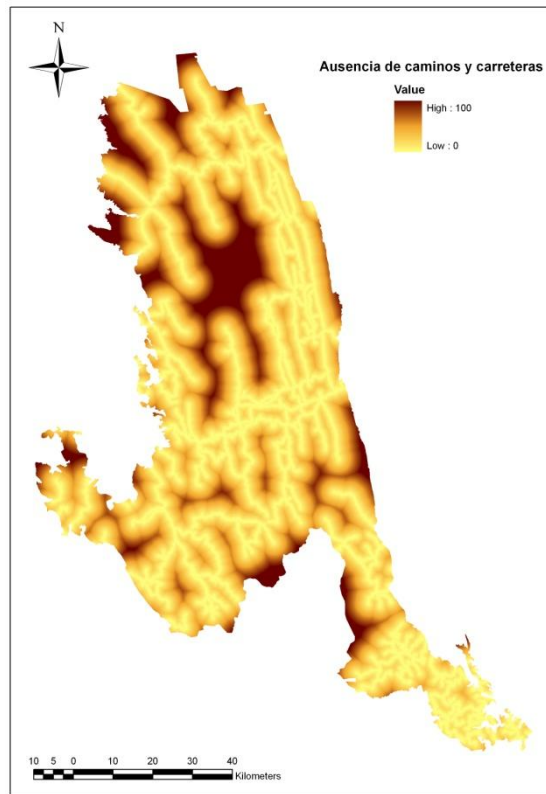 N
Ausencia de caminos y carreteras
Value
High : 100
Low : 0
10 5 0 10 20 30 40
Kilometers